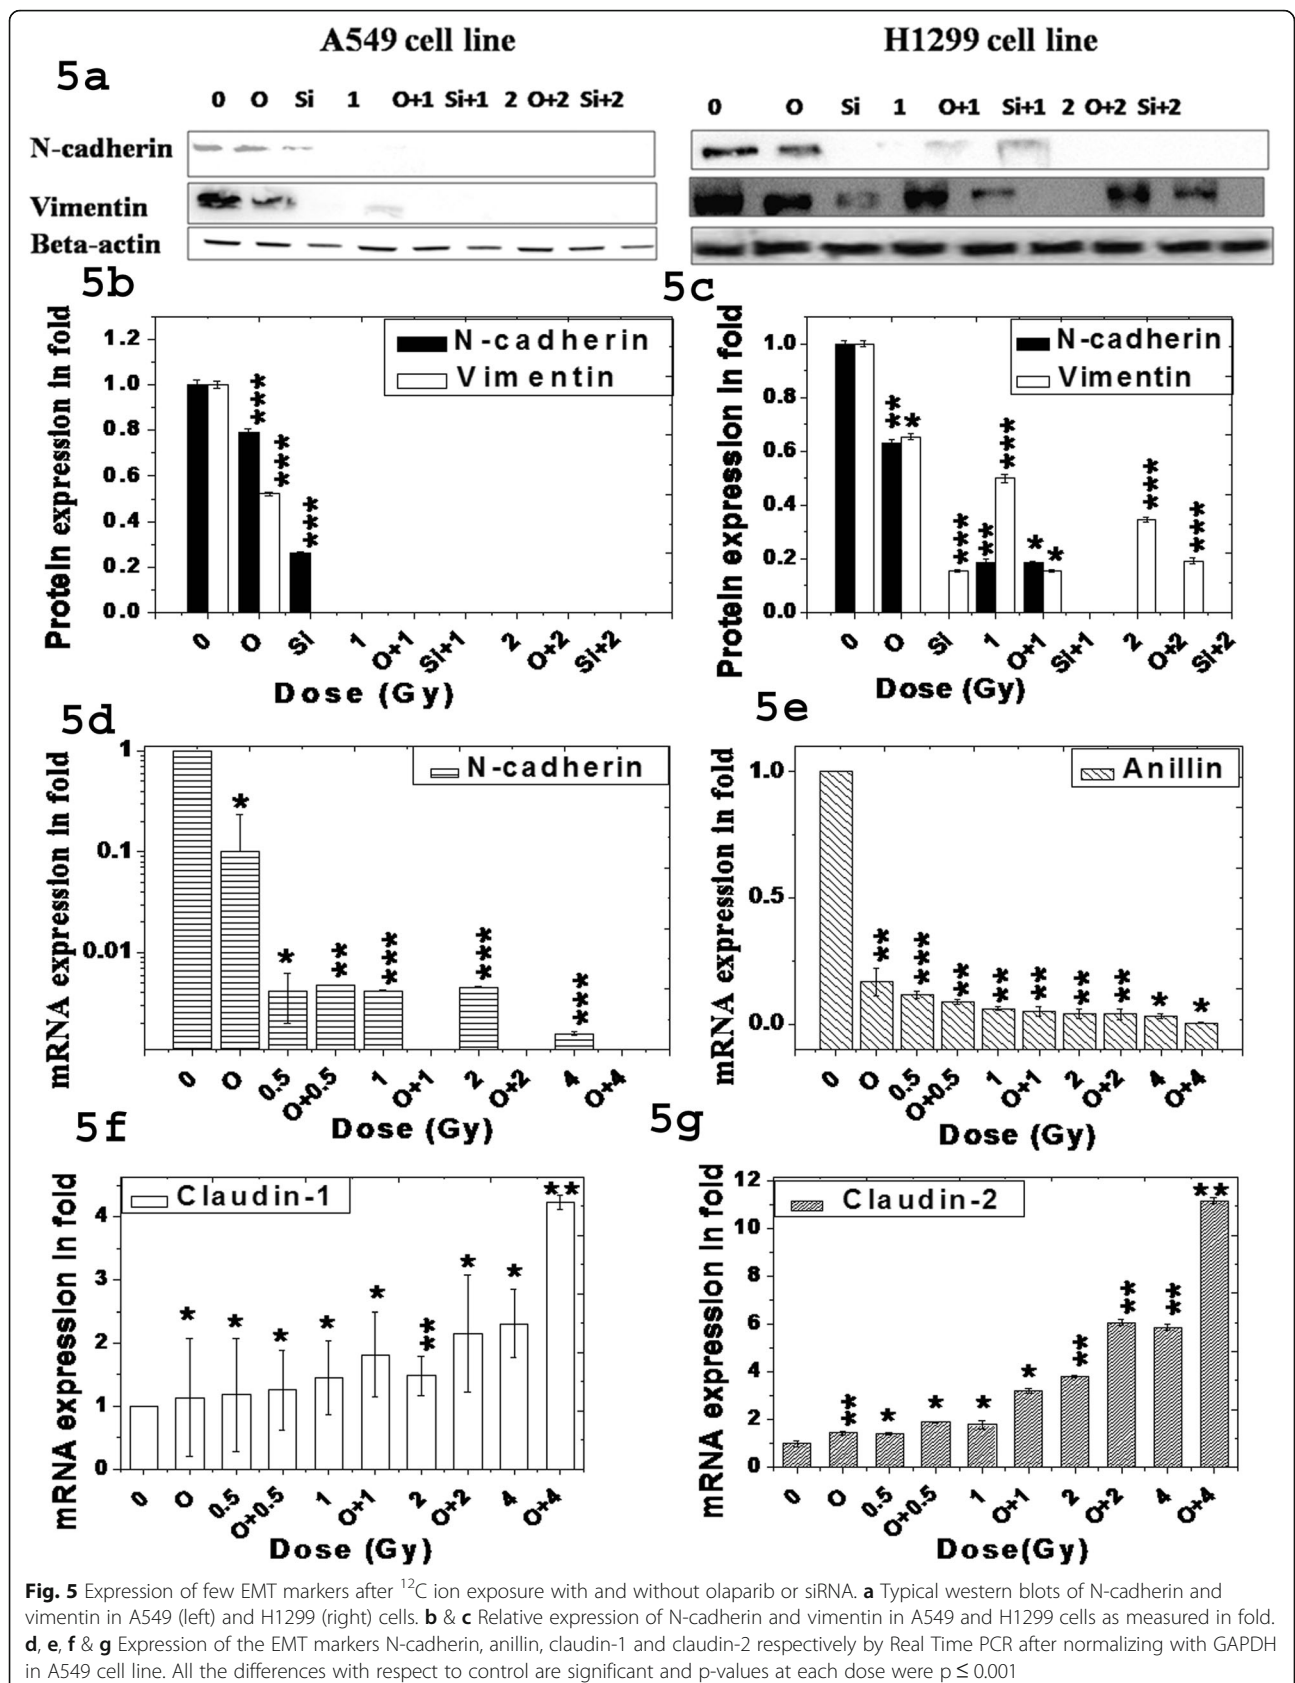 A549 cell line
H1299 cell line
5a
0 O Si 1 O+1 Si+1 2 O+2 Si+2
0 O Si 1 O+1 Si+1 2 O+2 Si+2
N-cadherin
Vimentin
Beta-actin
5b
Protein expression in fold
1.2
1.0
0.8
0.6
0.4
0.2
0.0
N-cadherin
Vimentin
***
***
***
0 O Si 1 O+1 Si+1 2 O+2 Si+2
Dose (Gy)
5c
Protein expression in fold
1.0
0.8
0.6
0.4
0.2
0.0
N-cadherin
Vimentin
**
*
***
**
***
*
*
***
***
0 O Si 1 O+1 Si+1 2 O+2 Si+2
Dose (Gy)
5d
mRNA expression in fold
1
0.1
0.01
N-cadherin
*
*
**
***
***
***
0 O 0.5 O+0.5 1 O+1 2 O+2 4 O+4
Dose (Gy)
5e
mRNA expression in fold
1.0
0.5
0.0
Anillin
**
***
**
**
**
**
**
*
*
0 O 0.5 O+0.5 1 O+1 2 O+2 4 O+4
Dose (Gy)
5f
mRNA expression in fold
4
3
2
1
0
Claudin-1
*
*
*
*
*
**
*
*
**
0 O 0.5 O+0.5 1 O+1 2 O+2 4 O+4
Dose (Gy)
5g
mRNA expression in fold
12
10
8
6
4
2
0
Claudin-2
**
*
*
*
*
**
**
**
**
0 O 0.5 O+0.5 1 O+1 2 O+2 4 O+4
Dose(Gy)
Fig. 5 Expression of few EMT markers after ¹²C ion exposure with and without olaparib or siRNA. a Typical western blots of N-cadherin and
vimentin in A549 (left) and H1299 (right) cells. b & c Relative expression of N-cadherin and vimentin in A549 and H1299 cells as measured in fold.
d, e, f & g Expression of the EMT markers N-cadherin, anillin, claudin-1 and claudin-2 respectively by Real Time PCR after normalizing with GAPDH
in A549 cell line. All the differences with respect to control are significant and p-values at each dose were p ≤ 0.001